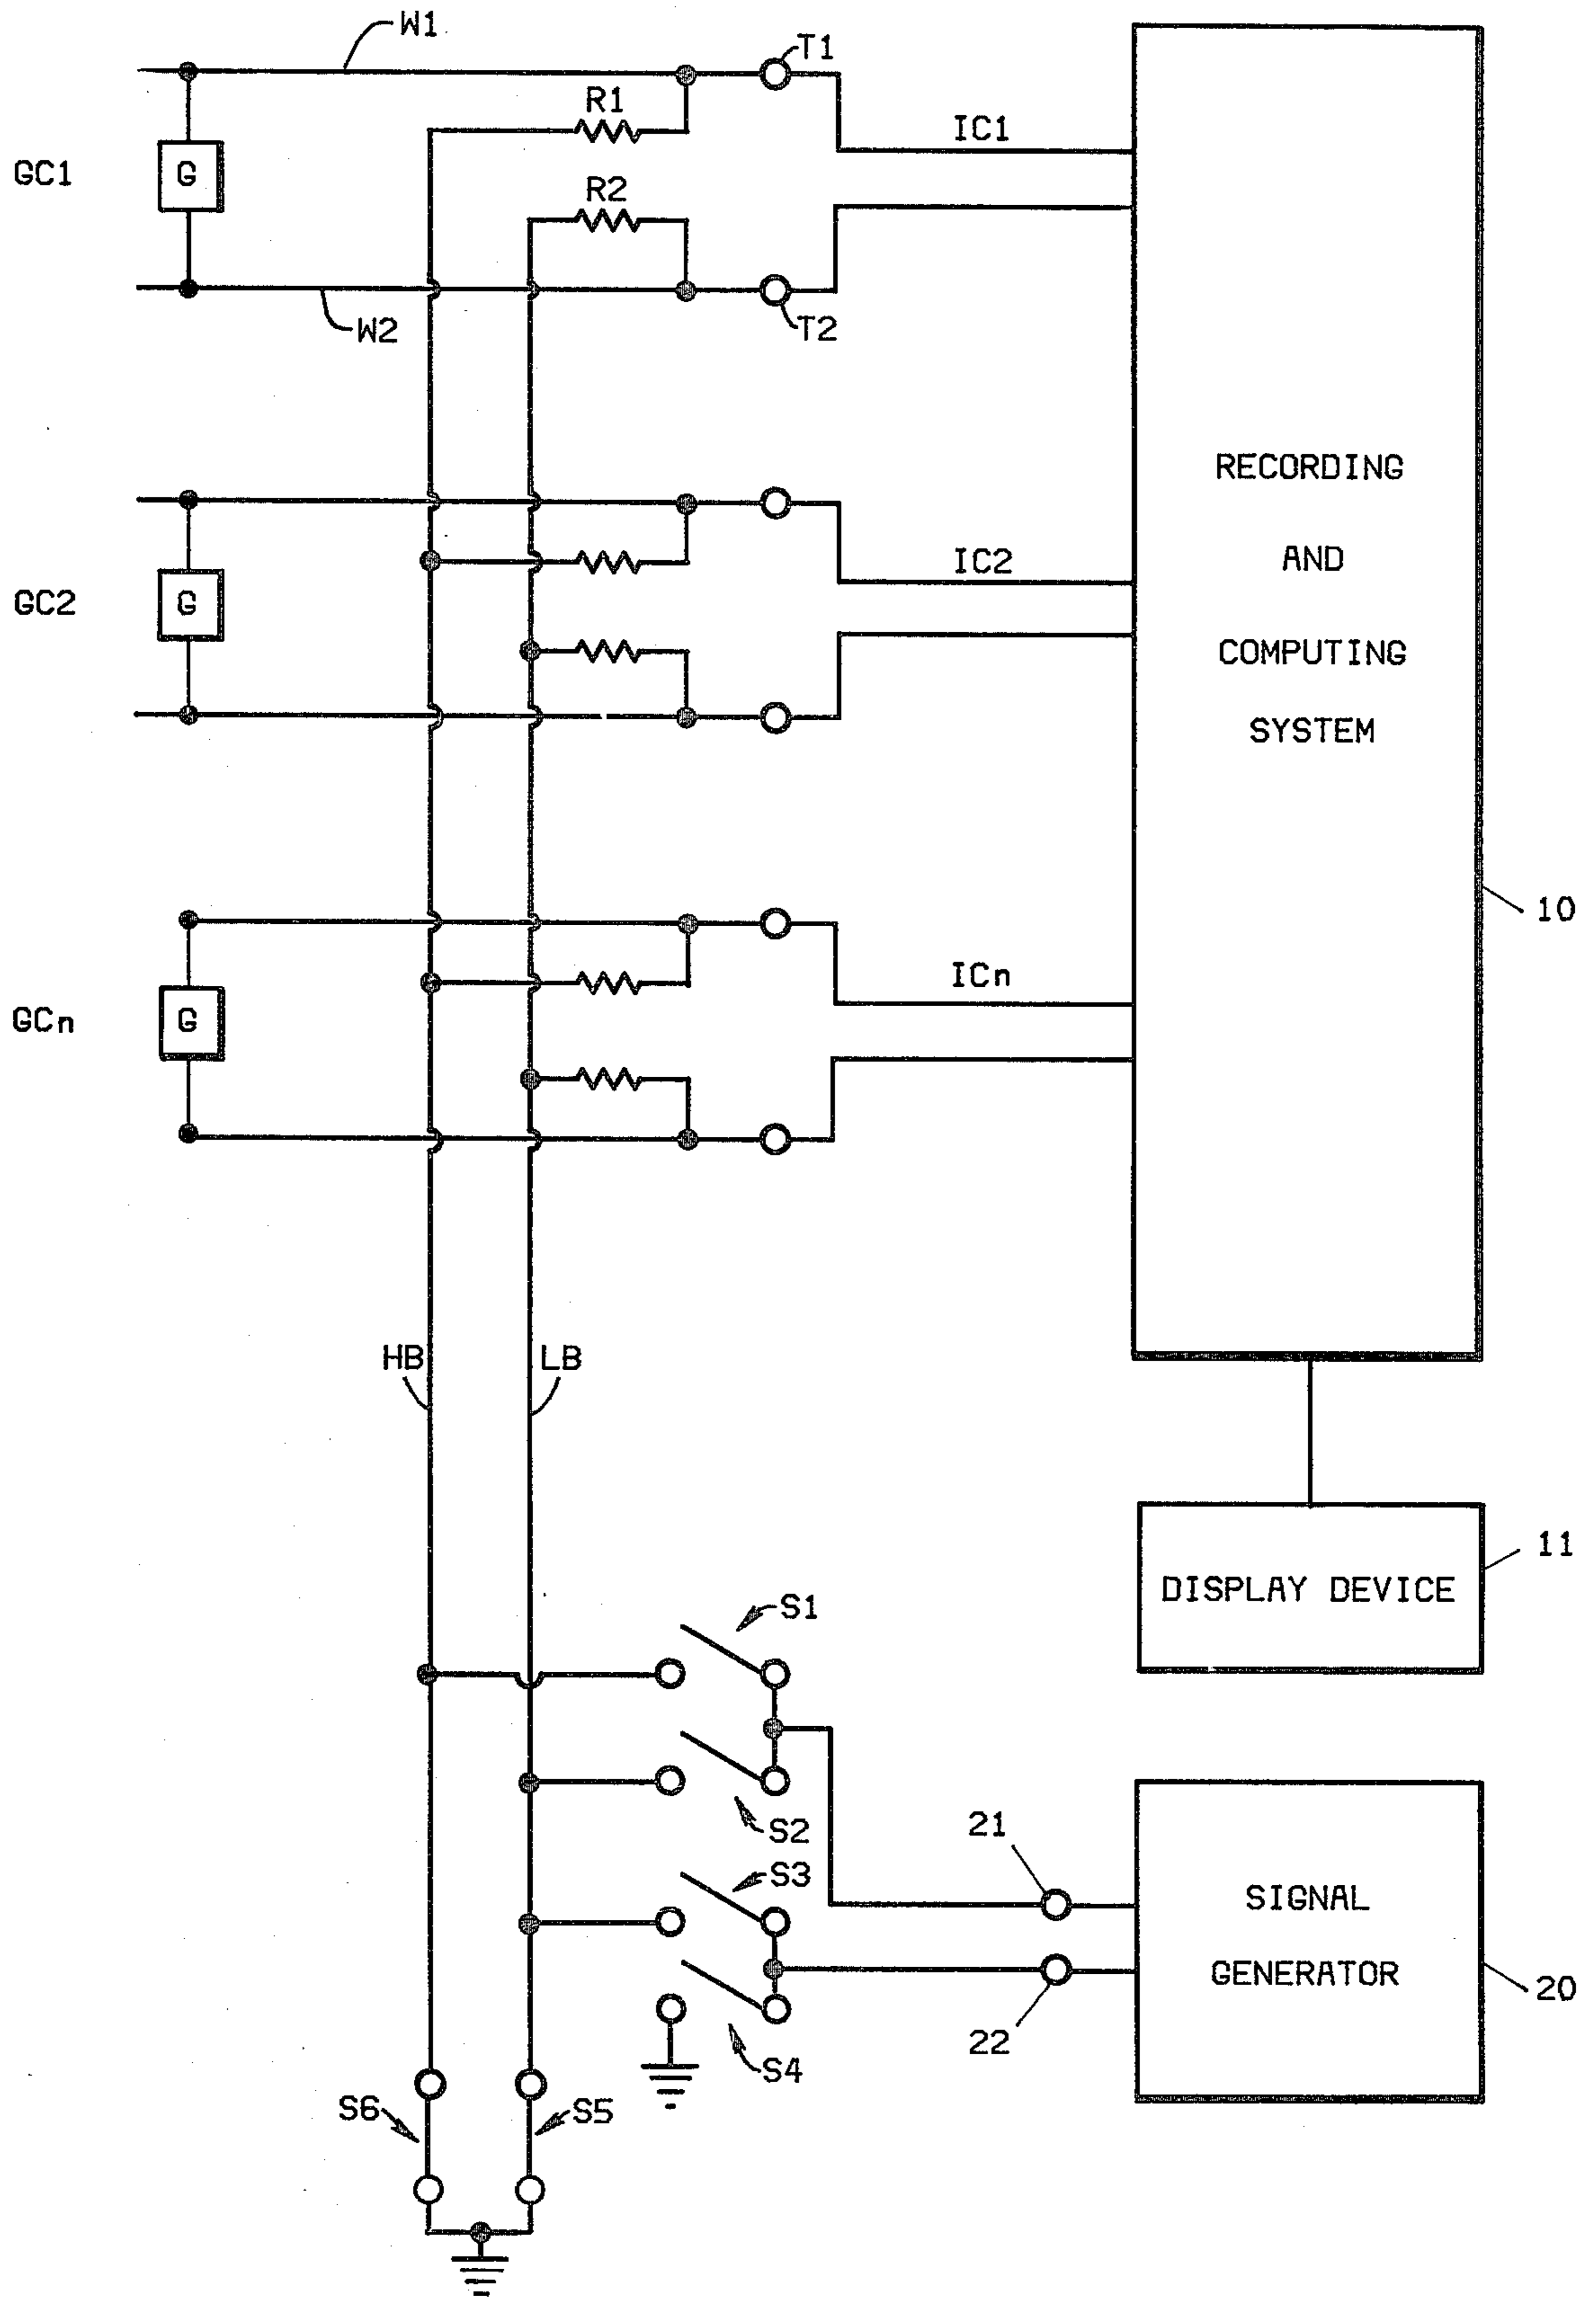 W1
T1
R1
IC1
GC1
G
R2
W2
T2
RECORDING
AND
COMPUTING
SYSTEM
IC2
GC2
G
10
ICn
GCn
G
HB
LB
11
DISPLAY DEVICE
S1
S2
21
S3
SIGNAL
GENERATOR
20
22
S4
S6
S5